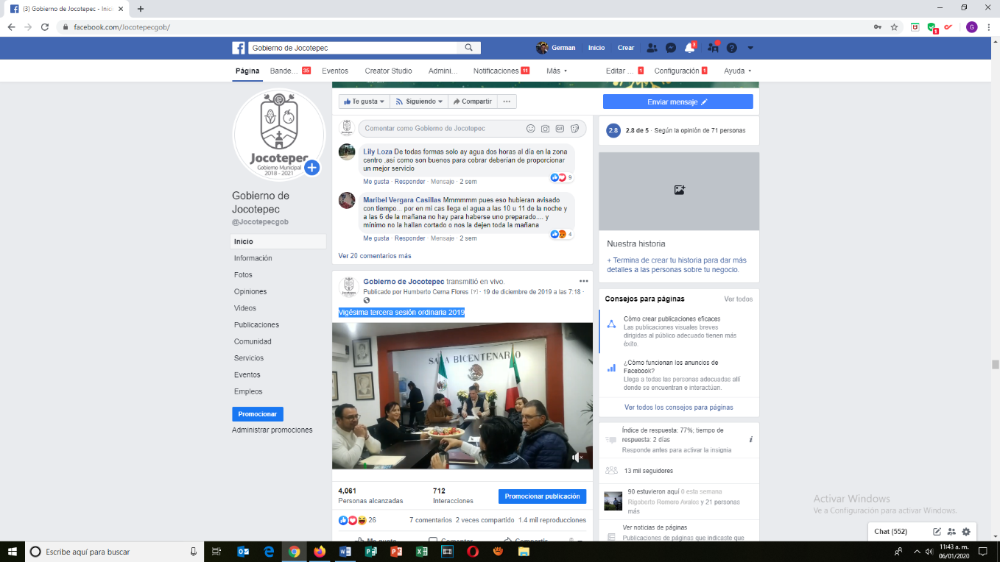 (3) Gobierno de Jocotepec - Inic
facebook.com/Jocotepecgob/
Gobierno de Jocotepec
German
Inicio
Crear
3
Página
Bande... 35
Eventos
Creator Studio
Admini...
Notificaciones 11
Más
Editar ... 1
Configuración 1
Ayuda
Jocotepec
Gobierno Municipal
2018 - 2021
Gobierno de
Jocotepec
@Jocotepecgob
Inicio
Información
Fotos
Opiniones
Videos
Publicaciones
Comunidad
Servicios
Eventos
Empleos
Promocionar
Administrar promociones
Te gusta
Siguiendo
Compartir
Enviar mensaje
Comentar como Gobierno de Jocotepec
GIF
Lily Loza De todas formas solo ay agua dos horas al día en la zona
centro ,así como son buenos para cobrar deberían de proporcionar
un mejor servicio
9
Me gusta · Responder · Mensaje · 2 sem
Maribel Vergara Casillas Mmmmmm pues eso hubieran avisado
con tiempo... por en mi cas llega el agua a las 10 u 11 de la noche y
a las 6 de la mañana no hay para haberse uno preparado.... y
mínimo no la hallan cortado o nos la dejen toda la mañana
4
Me gusta · Responder · Mensaje · 2 sem
Ver 20 comentarios más
Gobierno de Jocotepec transmitió en vivo.
Publicado por Humberto Cerna Flores [?] · 19 de diciembre de 2019 a las 7:18 ·
Vigésima tercera sesión ordinaria 2019
SALA BICENTENARIO
4,061
Personas alcanzadas
712
Interacciones
Promocionar publicación
26
7 comentarios 2 veces compartido 1.4 mil reproducciones
Me gusta
Comentar
Compartir
2.8
2.8 de 5 · Según la opinión de 71 personas
Nuestra historia
+ Termina de crear tu historia para dar más
detalles a las personas sobre tu negocio.
Consejos para páginas
Ver todos
Cómo crear publicaciones eficaces
Las publicaciones visuales breves
dirigidas al público adecuado tienen más
éxito.
¿Cómo funcionan los anuncios de
Facebook?
Llega a todas las personas adecuadas allí
donde se encuentran e interactúan.
Ver todos los consejos para páginas
Índice de respuesta: 77%; tiempo de
respuesta: 2 días
Responde antes para activar la insignia
13 mil seguidores
90 estuvieron aquí 0 esta semana
Rigoberto Romero Avalos y 21 personas
más
Ver noticias de páginas
Publicaciones de páginas que indicaste que
Activar Windows
Ve a Configuración para activar Windows.
Chat (552)
Escribe aquí para buscar
11:43 a. m.
06/01/2020